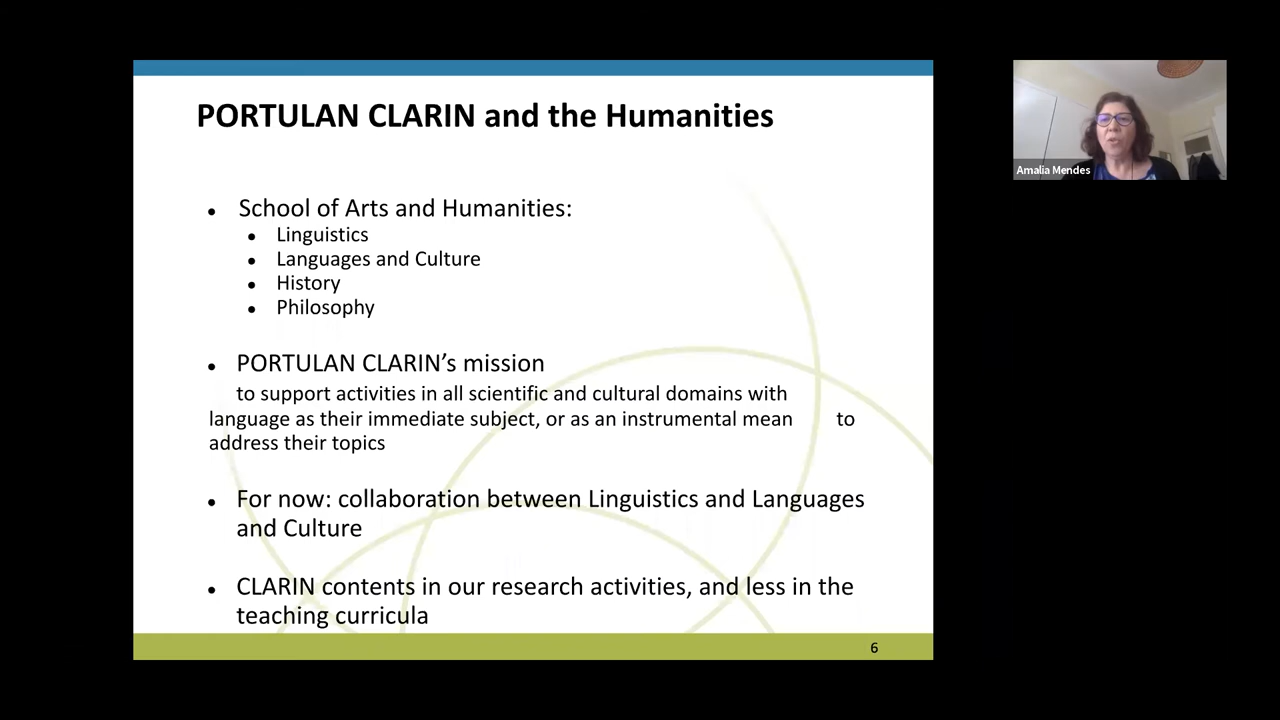 PORTULAN CLARIN and the Humanities
School of Arts and Humanities:
Linguistics
Languages and Culture
History
Philosophy
PORTULAN CLARIN’s mission
to support activities in all scientific and cultural domains with
language as their immediate subject, or as an instrumental mean to
address their topics
For now: collaboration between Linguistics and Languages
and Culture
CLARIN contents in our research activities, and less in the
teaching curricula
6
Amalia Mendes